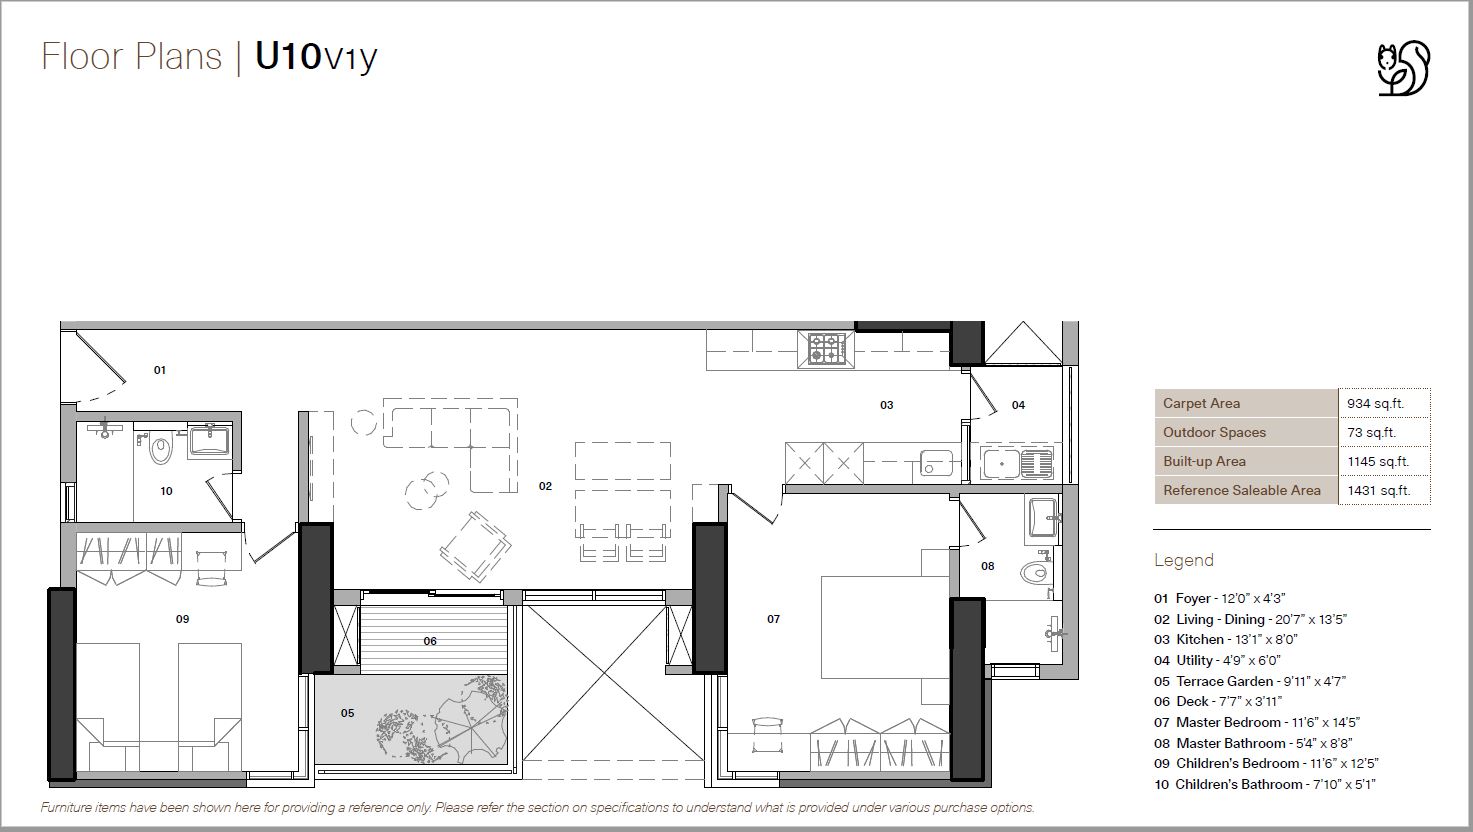 Floor Plans | U10V1y
01
03
04
02
10
08
09
07
06
05
Carpet Area 934 sq.ft.
Outdoor Spaces 73 sq.ft.
Built-up Area 1145 sq.ft.
Reference Saleable Area 1431 sq.ft.
Legend
01 Foyer - 12'0" x 4'3"
02 Living - Dining - 20'7" x 13'5"
03 Kitchen - 13'1" x 8'0"
04 Utility - 4'9" x 6'0"
05 Terrace Garden - 9'11" x 4'7"
06 Deck - 7'7" x 3'11"
07 Master Bedroom - 11'6" x 14'5"
08 Master Bathroom - 5'4" x 8'8"
09 Children's Bedroom - 11'6" x 12'5"
10 Children's Bathroom - 7'10" x 5'1"
Furniture items have been shown here for providing a reference only. Please refer the section on specifications to understand what is provided under various purchase options.